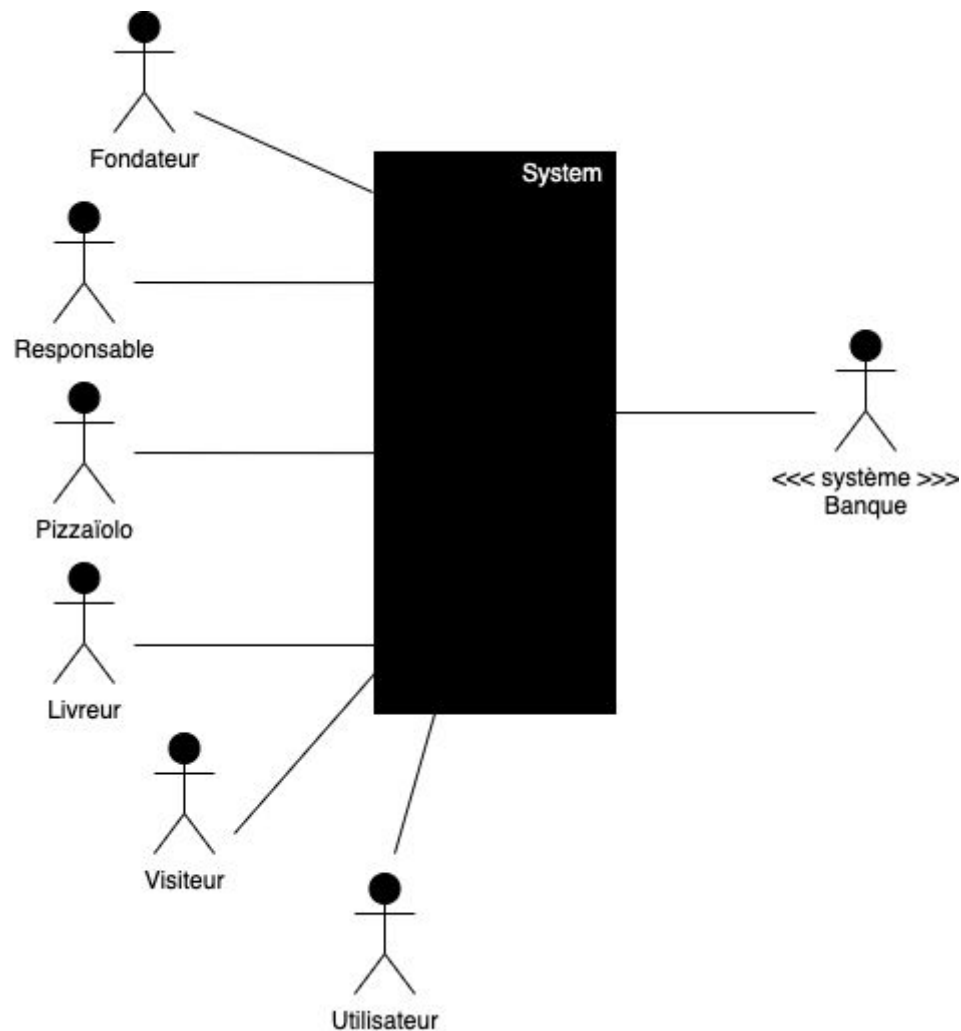 Fondateur
System
Responsable
Pizzaïolo
<<< système >>>
Banque
Livreur
Visiteur
Utilisateur